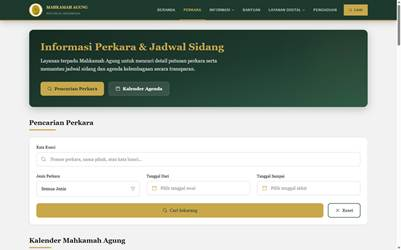 MAHKAMAH AGUNG
REPUBLIK INDONESIA
BERANDA
PERKARA
INFORMASI
BANTUAN
LAYANAN DIGITAL
PENGADUAN
Informasi Perkara & Jadwal Sidang
Layanan terpadu Mahkamah Agung untuk mencari detail putusan perkara serta
memantau jadwal sidang dan agenda kelembagaan secara transparan.
Pencarian Perkara
Kalender Agenda
Pencarian Perkara
Kata Kunci
Nomor perkara, nama pihak, atau kata kunci...
Jenis Perkara
Tanggal Dari
Tanggal Sampai
Semua Jenis
Pilih tanggal awal
Pilih tanggal akhir
Cari Sekarang
Reset
Kalender Mahkamah Agung